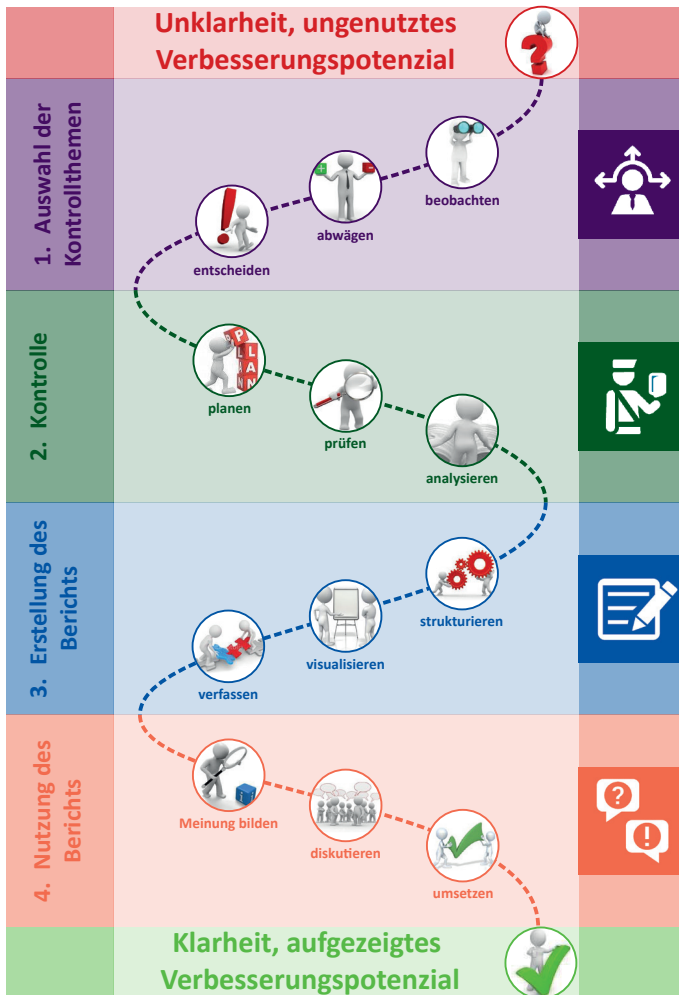 Unklarheit, ungenutztes
Verbesserungspotenzial
1. Auswahl der
Kontrollthemen
beobachten
abwägen
entscheiden
2. Kontrolle
PLAN
planen
prüfen
analysieren
3. Erstellung des
Berichts
strukturieren
visualisieren
verfassen
4. Nutzung des
Berichts
Meinung bilden
diskutieren
umsetzen
Klarheit, aufgezeigtes
Verbesserungspotenzial